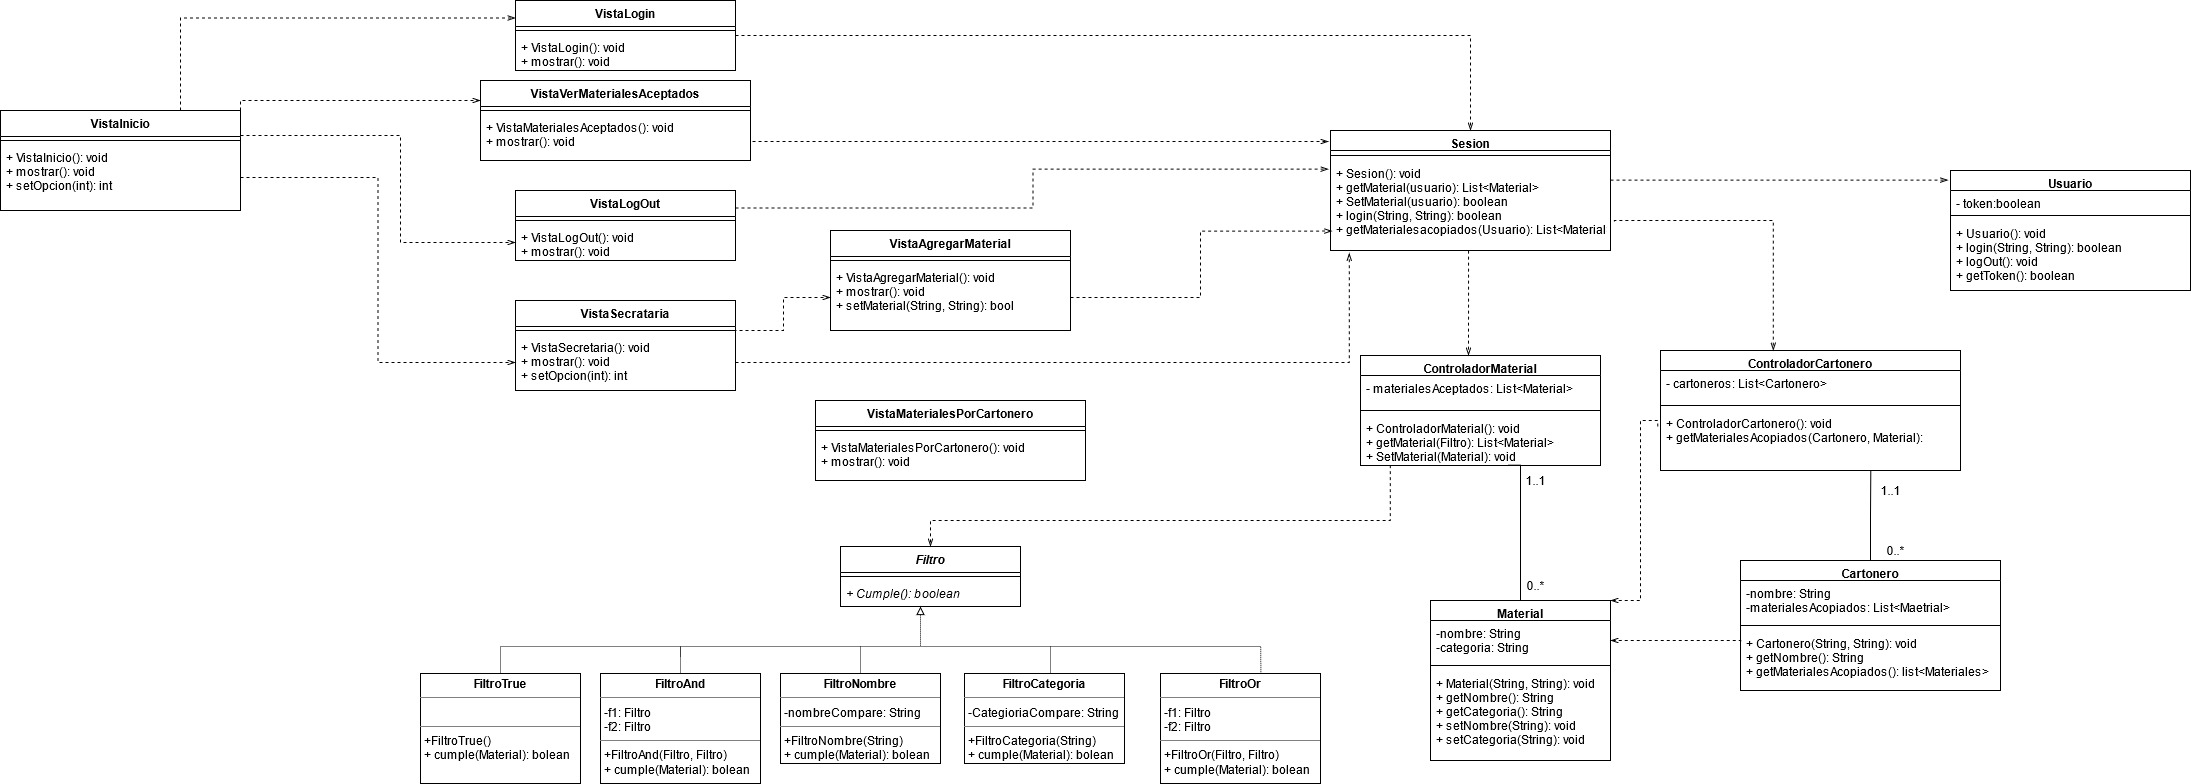 VistaLogin
+ VistaLogin(): void
+ mostrar(): void
VistaVerMaterialesAceptados
+ VistaMaterialesAceptados(): void
+ mostrar(): void
VistaInicio
+ VistaInicio(): void
+ mostrar(): void
+ setOpcion(int): int
VistaLogOut
+ VistaLogOut(): void
+ mostrar(): void
VistaAgregarMaterial
+ VistaAgregarMaterial(): void
+ mostrar(): void
+ setMaterial(String, String): bool
VistaSecrataria
+ VistaSecretaria(): void
+ mostrar(): void
+ setOpcion(int): int
VistaMaterialesPorCartonero
+ VistaMaterialesPorCartonero(): void
+ mostrar(): void
Sesion
+ Sesion(): void
+ getMaterial(usuario): List<Material>
+ SetMaterial(usuario): boolean
+ login(String, String): boolean
+ getMaterialesacopiados(Usuario): List<Material
Usuario
- token:boolean
+ Usuario(): void
+ login(String, String): boolean
+ logOut(): void
+ getToken(): boolean
ControladorMaterial
- materialesAceptados: List<Material>
+ ControladorMaterial(): void
+ getMaterial(Filtro): List<Material>
+ SetMaterial(Material): void
1..1
0..*
ControladorCartonero
- cartoneros: List<Cartonero>
+ ControladorCartonero(): void
+ getMaterialesAcopiados(Cartonero, Material):
1..1
0..*
Cartonero
-nombre: String
-materialesAcopiados: List<Maetrial>
+ Cartonero(String, String): void
+ getNombre(): String
+ getMaterialesAcopiados(): list<Materiales>
Material
-nombre: String
-categoria: String
+ Material(String, String): void
+ getNombre(): String
+ getCategoria(): String
+ setNombre(String): void
+ setCategoria(String): void
Filtro
+ Cumple(): boolean
FiltroTrue
+FiltroTrue()
+ cumple(Material): bolean
FiltroAnd
-f1: Filtro
-f2: Filtro
+FiltroAnd(Filtro, Filtro)
+ cumple(Material): bolean
FiltroNombre
-nombreCompare: String
+FiltroNombre(String)
+ cumple(Material): bolean
FiltroCategoria
-CategioriaCompare: String
+FiltroCategoria(String)
+ cumple(Material): bolean
FiltroOr
-f1: Filtro
-f2: Filtro
+FiltroOr(Filtro, Filtro)
+ cumple(Material): bolean